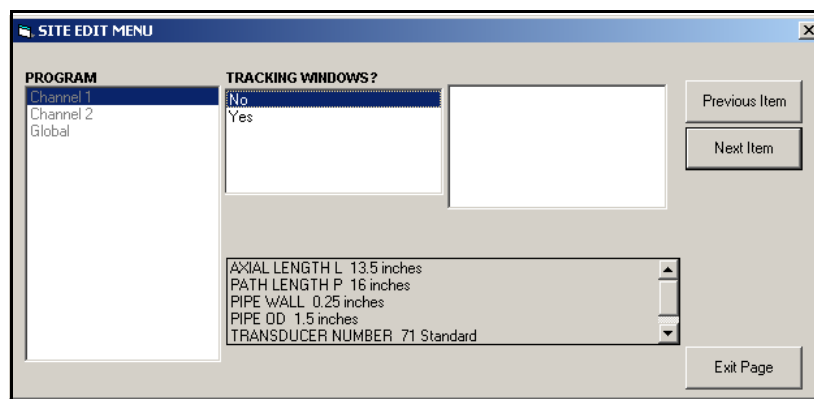 SITE EDIT MENU
PROGRAM
Channel 1
Channel 2
Global
TRACKING WINDOWS?
No
Yes
Previous Item
Next Item
AXIAL LENGTH L 13.5 inches
PATH LENGTH P 16 inches
PIPE WALL 0.25 inches
PIPE OD 1.5 inches
TRANSDUCER NUMBER 71 Standard
Exit Page